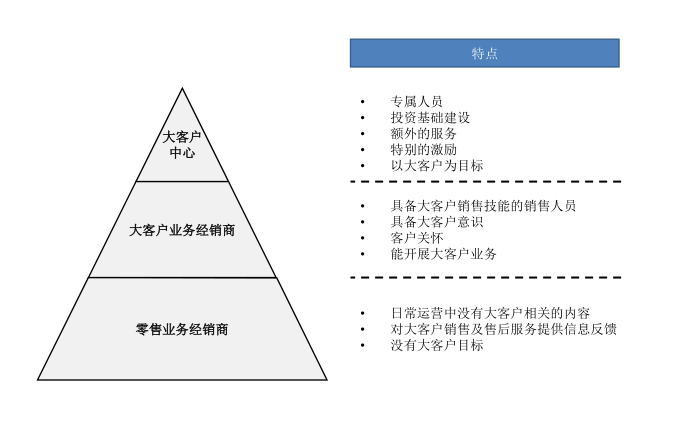 特点
大客户
中心
• 专属人员
• 投资基础建设
• 额外的服务
• 特别的激励
• 以大客户为目标
大客户业务经销商
• 具备大客户销售技能的销售人员
• 具备大客户意识
• 客户关怀
• 能开展大客户业务
零售业务经销商
• 日常运营中没有大客户相关的内容
• 对大客户销售及售后服务提供信息反馈
• 没有大客户目标